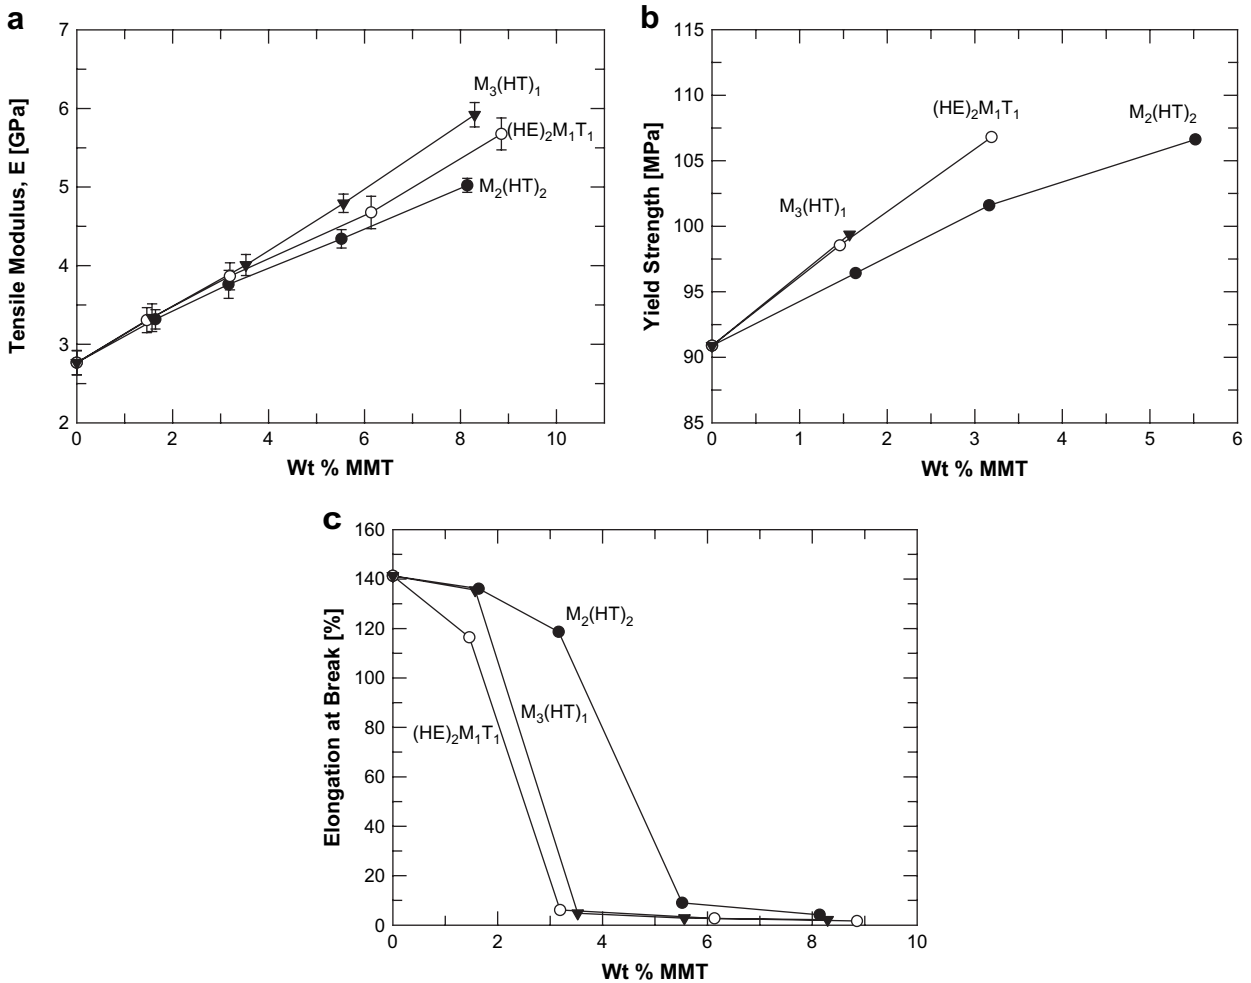 a
Tensile Modulus, E [GPa]
7
6
5
4
3
2
0
2
4
6
8
10
Wt % MMT
M₃(HT)₁
(HE)₂M₁T₁
M₂(HT)₂
b
Yield Strength [MPa]
115
110
105
100
95
90
85
0
1
2
3
4
5
6
Wt % MMT
(HE)₂M₁T₁
M₂(HT)₂
M₃(HT)₁
c
Elongation at Break [%]
160
140
120
100
80
60
40
20
0
0
2
4
6
8
10
Wt % MMT
M₂(HT)₂
M₃(HT)₁
(HE)₂M₁T₁